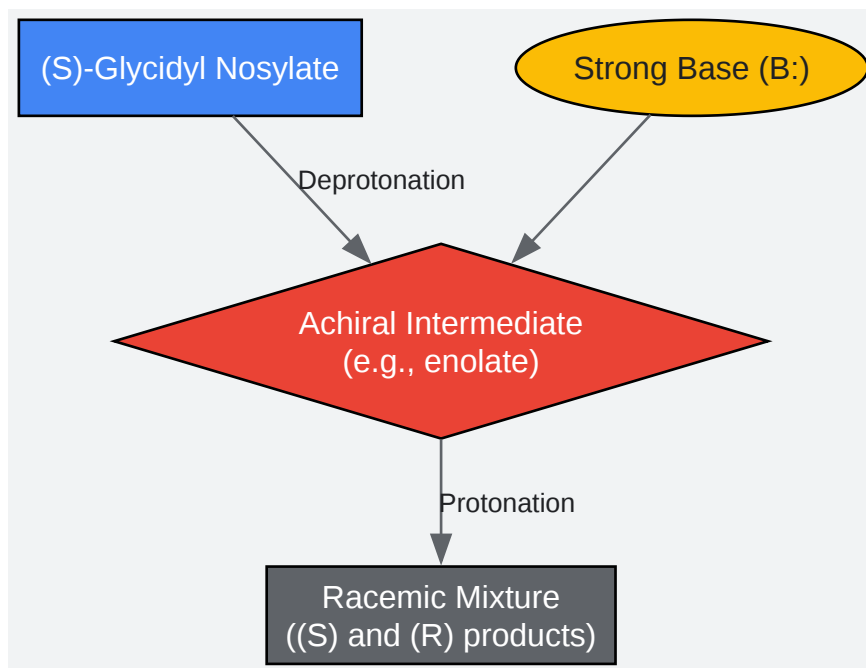 (S)-Glycidyl Nosylate
Strong Base (B:)
Deprotonation
Achiral Intermediate
(e.g., enolate)
Protonation
Racemic Mixture
((S) and (R) products)